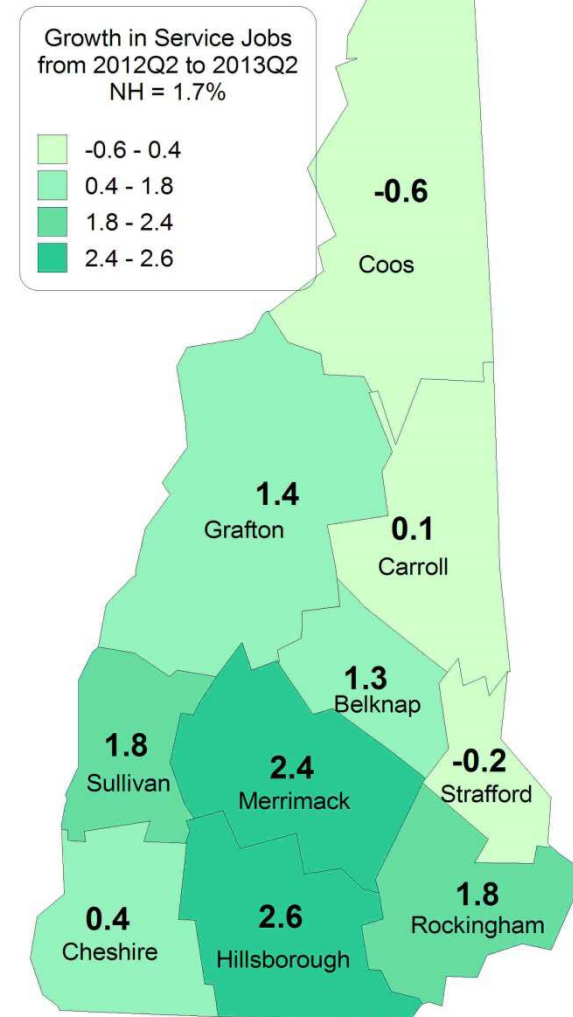 Growth in Service Jobs
from 2012Q2 to 2013Q2
NH = 1.7%
-0.6 - 0.4
0.4 - 1.8
1.8 - 2.4
2.4 - 2.6
-0.6
Coos
1.4
Grafton
0.1
Carroll
1.3
Belknap
1.8
Sullivan
2.4
Merrimack
-0.2
Strafford
0.4
Cheshire
2.6
Hillsborough
1.8
Rockingham